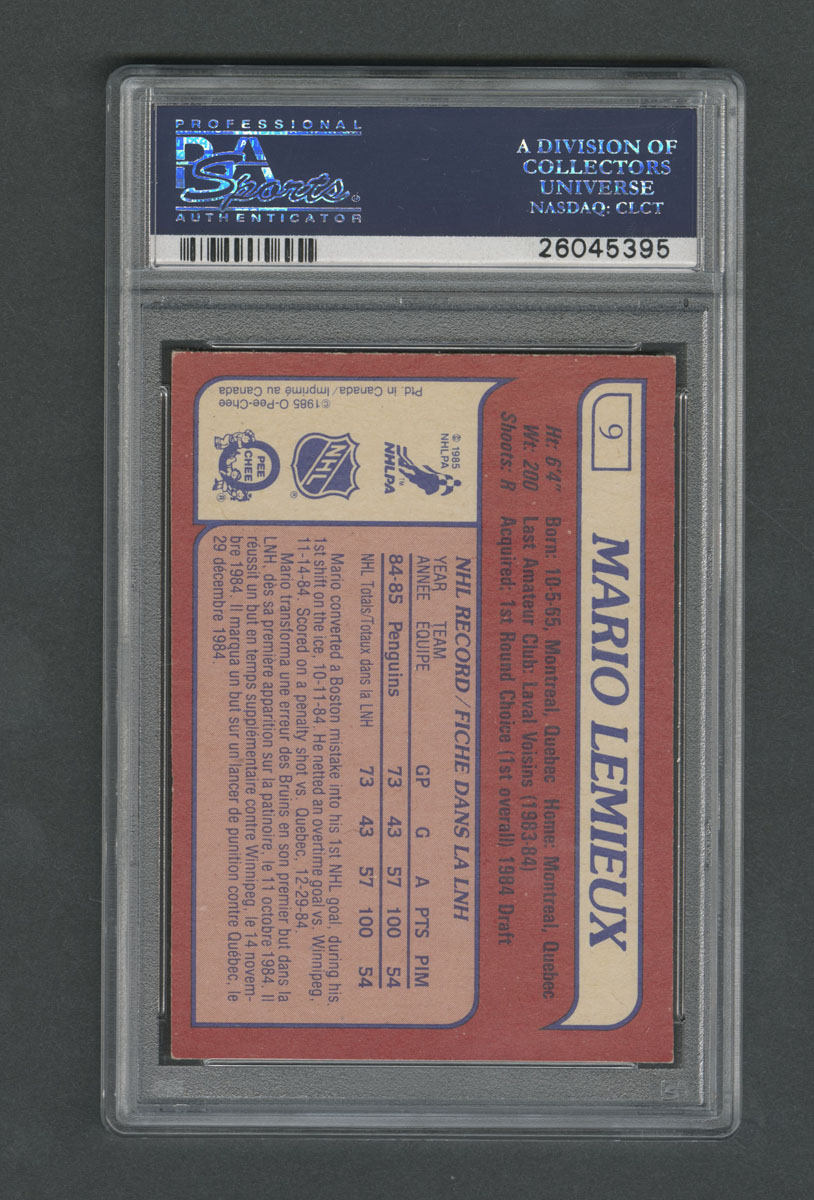 PROFESSIONAL
PSA
Sports
AUTHENTICATOR
A DIVISION OF
COLLECTORS
UNIVERSE
NASDAQ: CLCT
26045395
9
MARIO LEMIEUX
Ht: 6'4" Born: 10-5-65, Montreal, Quebec Home: Montreal, Quebec
Wt: 200 Last Amateur Club: Laval Voisins (1983-84)
Shoots: R Acquired: 1st Round Choice (1st overall) 1984 Draft
© 1985
NHLPA
NHLPA™
NHL
®
O PEE CHEE
®
©1985 O-Pee-Chee
Ptd. in Canada/Imprimé au Canada
NHL RECORD/FICHE DANS LA LNH
YEAR TEAM
ANNÉE ÉQUIPE GP G A PTS PIM
84-85 Penguins 73 43 57 100 54
NHL Totals/Totaux dans la LNH 73 43 57 100 54
Mario converted a Boston mistake into his 1st NHL goal, during his
1st shift on the ice, 10-11-84. He netted an overtime goal vs. Winnipeg,
11-14-84. Scored on a penalty shot vs. Quebec, 12-29-84.
Mario transforma une erreur des Bruins en son premier but dans la
LNH, dès sa première apparition sur la patinoire, le 11 octobre 1984. Il
réussit un but en temps supplémentaire contre Winnipeg, le 14 novem-
bre 1984. Il marqua un but sur un lancer de punition contre Québec, le
29 décembre 1984.